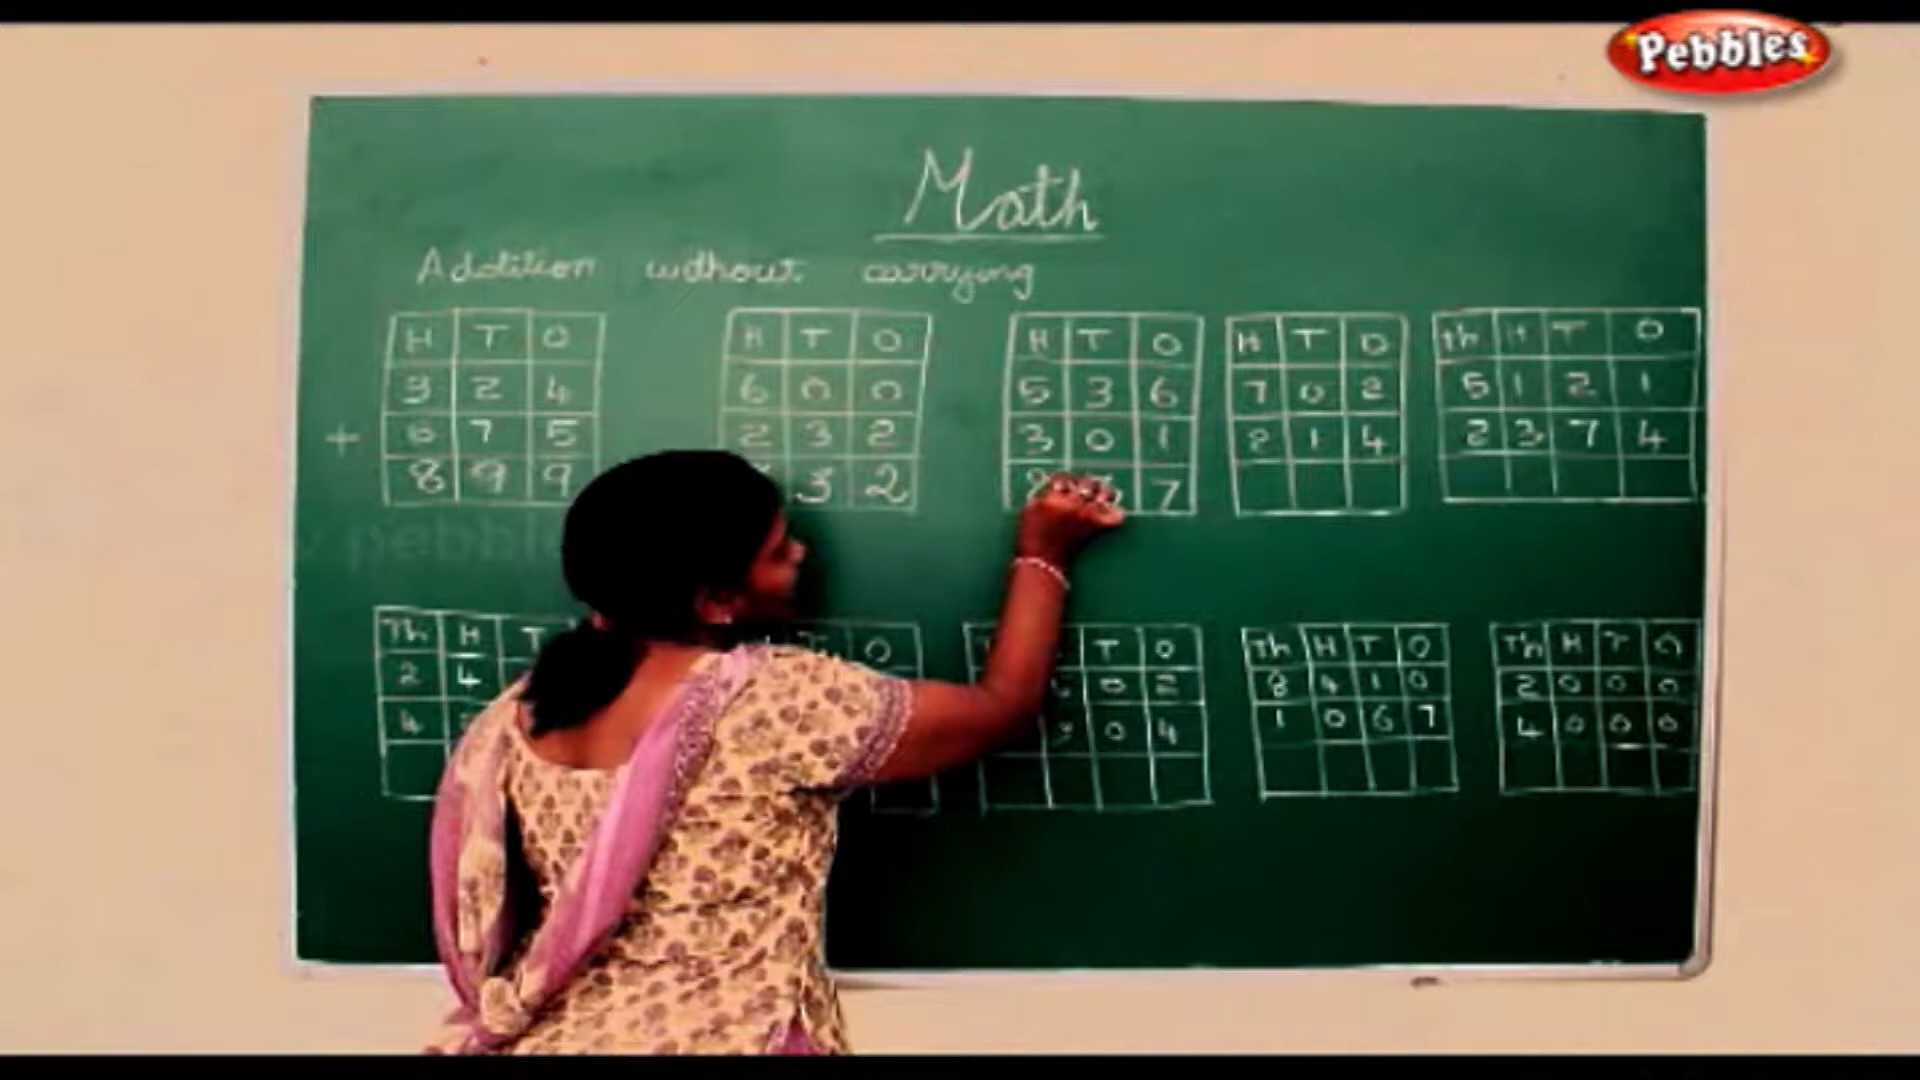 Pebbles
Math
Addition without carrying
H T O H T O H T O H T O Th H T O
3 2 4 6 0 0 5 3 6 7 0 2 5 1 2 1
+ 7 5 2 3 2 3 0 1 2 1 4 2 3 7 4
8 9 9 3 2 8 7
pebbl
Th H T O T O Th H T O Th H T O
2 4 0 2 8 4 1 0 2 0 0 0
4 0 4 1 0 6 7 4 0 0 0